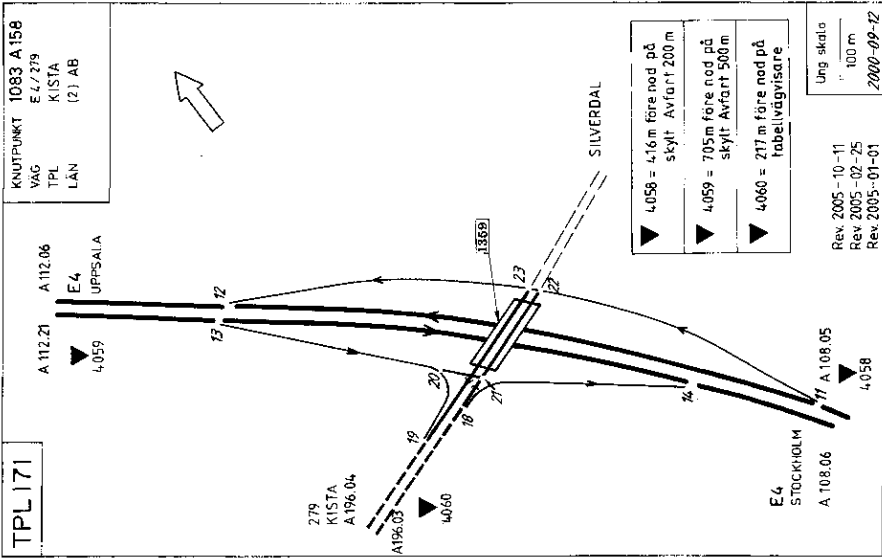 TPL 171
KNUTPUNKT 1083 A158
VÄG E4/279
TPL KISTA
LÄN (2) AB
A 112.21
A 112.06
E4
UPPSALA
4059
13
12
SILVERDAL
1359
23
22
20
21
19
18
279
KISTA
A196.04
A196.03
4060
14
11
A 108.05
4058
E4
STOCKHOLM
A 108.06
4058 = 416 m före nod på
skylt Avfart 200 m
4059 = 705 m före nod på
skylt Avfart 500 m
4060 = 217 m före nod på
tabellvägvisare
Rev. 2005-10-11
Rev. 2005-02-25
Rev. 2005-01-01
Ung skala
100 m
2000-09-12